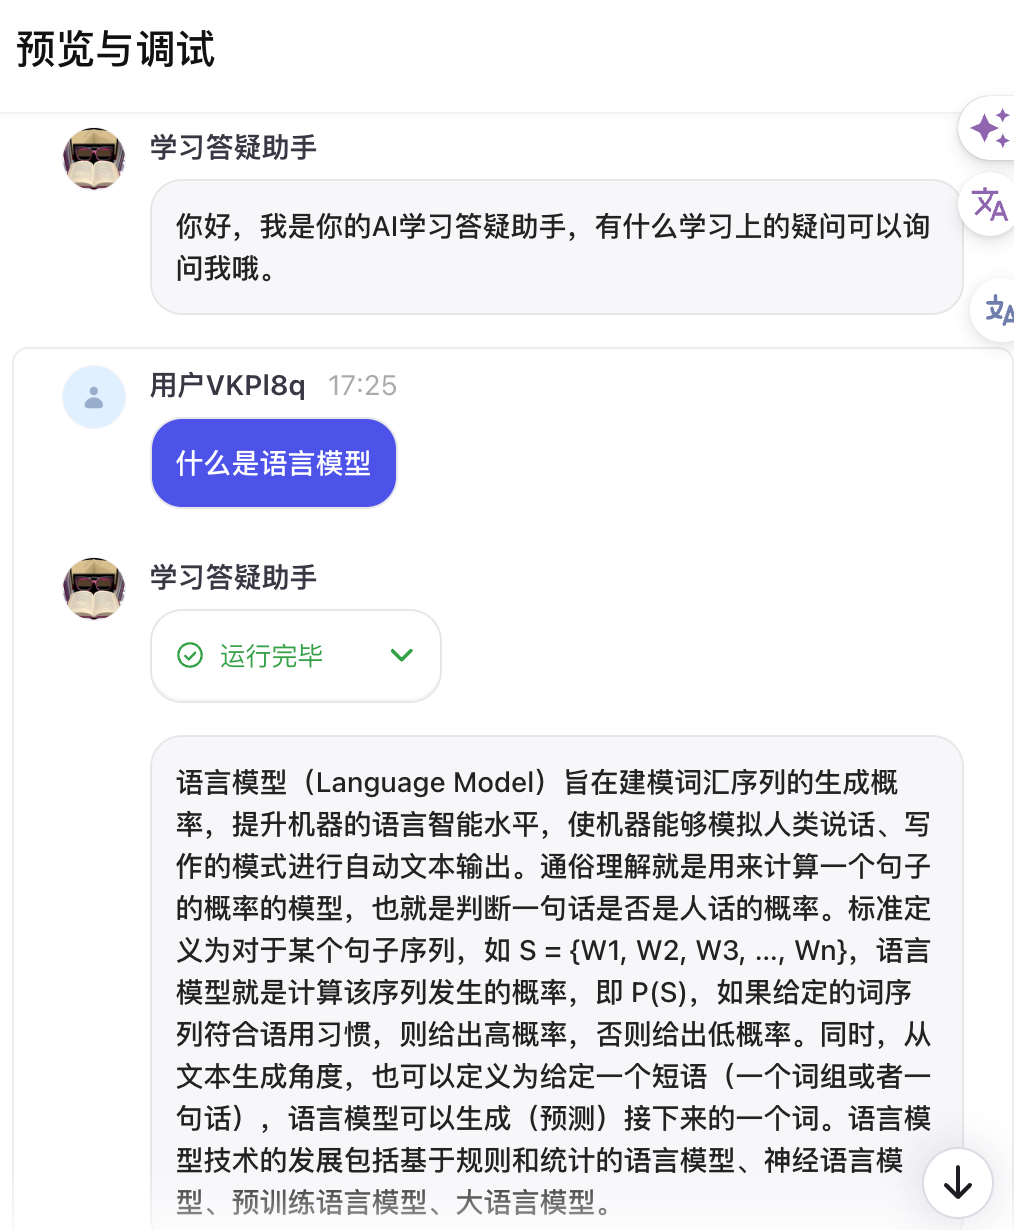 预览与调试
学习答疑助手
你好，我是你的AI学习答疑助手，有什么学习上的疑问可以询
问我哦。
用户VKPl8q 17:25
什么是语言模型
学习答疑助手
运行完毕
语言模型（Language Model）旨在建模词汇序列的生成概
率，提升机器的语言智能水平，使机器能够模拟人类说话、写
作的模式进行自动文本输出。通俗理解就是用来计算一个句子
的概率的模型，也就是判断一句话是否是人话的概率。标准定
义为对于某个句子序列，如 S = {W1, W2, W3, ..., Wn}，语言
模型就是计算该序列发生的概率，即 P(S)，如果给定的词序
列符合语用习惯，则给出高概率，否则给出低概率。同时，从
文本生成角度，也可以定义为给定一个短语（一个词组或者一
句话），语言模型可以生成（预测）接下来的一个词。语言模
型技术的发展包括基于规则和统计的语言模型、神经语言模
型、预训练语言模型、大语言模型。